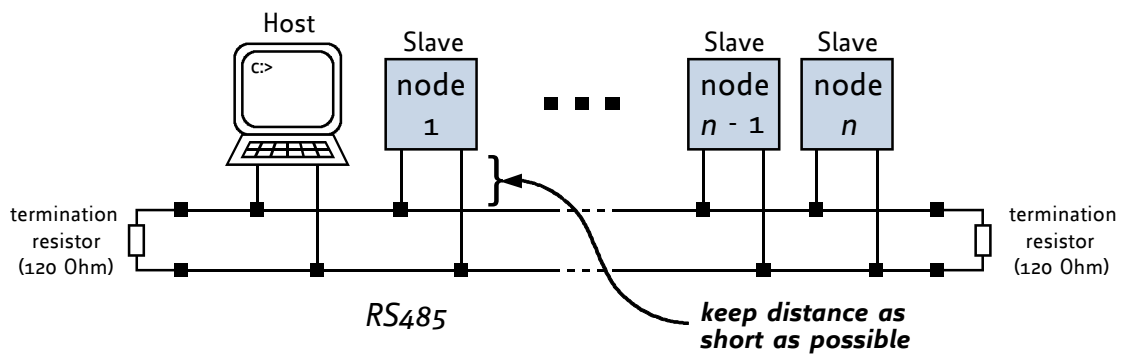 Host
C:>
Slave
node
1
Slave
node
n - 1
Slave
node
n
termination
resistor
(120 Ohm)
termination
resistor
(120 Ohm)
RS485
keep distance as
short as possible